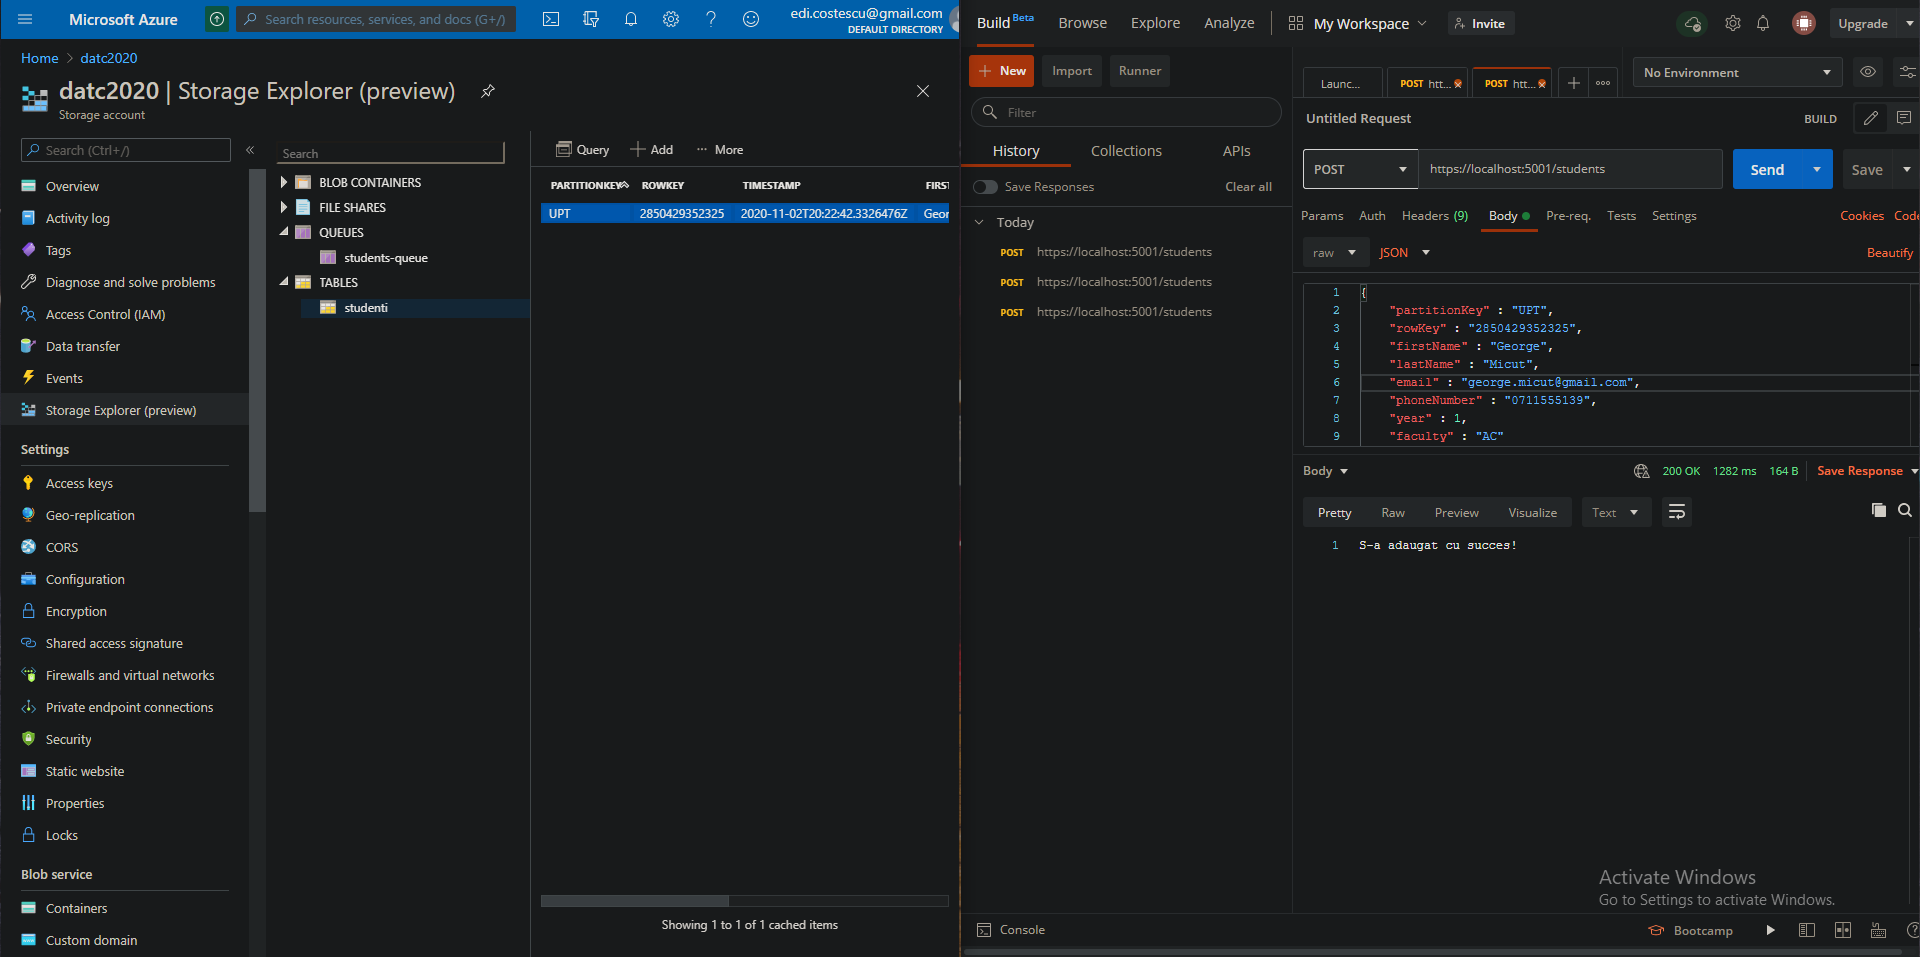 Microsoft Azure
Search resources, services, and docs (G+/)
edi.costescu@gmail.com
DEFAULT DIRECTORY
Home > datc2020
datc2020 | Storage Explorer (preview)
Storage account
Search (Ctrl+/)
«
Overview
Activity log
Tags
Diagnose and solve problems
Access Control (IAM)
Data transfer
Events
Storage Explorer (preview)
Settings
Access keys
Geo-replication
CORS
Configuration
Encryption
Shared access signature
Firewalls and virtual networks
Private endpoint connections
Security
Static website
Properties
Locks
Blob service
Containers
Custom domain
Search
BLOB CONTAINERS
FILE SHARES
QUEUES
students-queue
TABLES
studenti
Query
Add
More
PARTITIONKEY ROWKEY TIMESTAMP FIRST
UPT 2850429352325 2020-11-02T20:22:42.3326476Z Geor
Showing 1 to 1 of 1 cached items
Build Beta Browse Explore Analyze My Workspace Invite Upgrade
New Import Runner
Filter
History Collections APIs
Save Responses Clear all
Today
POST https://localhost:5001/students
POST https://localhost:5001/students
POST https://localhost:5001/students
Launc... POST htt... POST htt... No Environment
Untitled Request BUILD
POST https://localhost:5001/students Send Save
Params Auth Headers (9) Body Pre-req. Tests Settings Cookies Code
raw JSON Beautify
1 {
2 "partitionKey" : "UPT",
3 "rowKey" : "2850429352325",
4 "firstName" : "George",
5 "lastName" : "Micut",
6 "email" : "george.micut@gmail.com",
7 "phoneNumber" : "0711555139",
8 "year" : 1,
9 "faculty" : "AC"
Body 200 OK 1282 ms 164 B Save Response
Pretty Raw Preview Visualize Text
1 S-a adaugat cu succes!
Activate Windows
Go to Settings to activate Windows.
Console Bootcamp